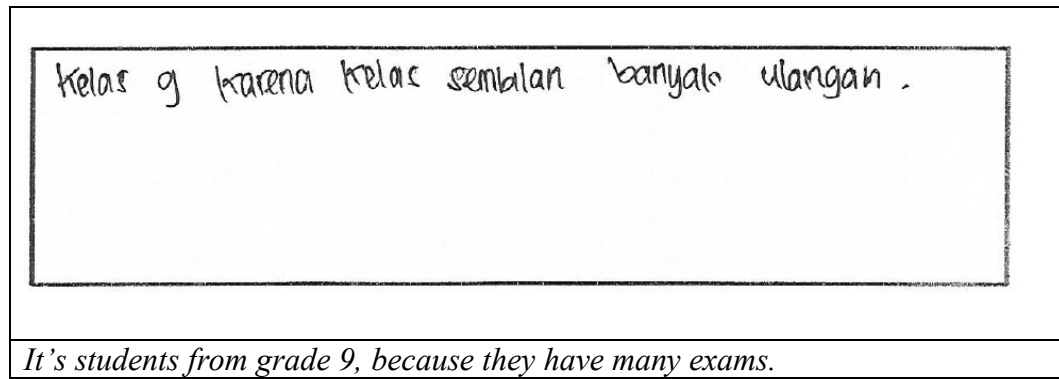 Kelas 9 karena kelas sembilan banyak ulangan.
It's students from grade 9, because they have many exams.